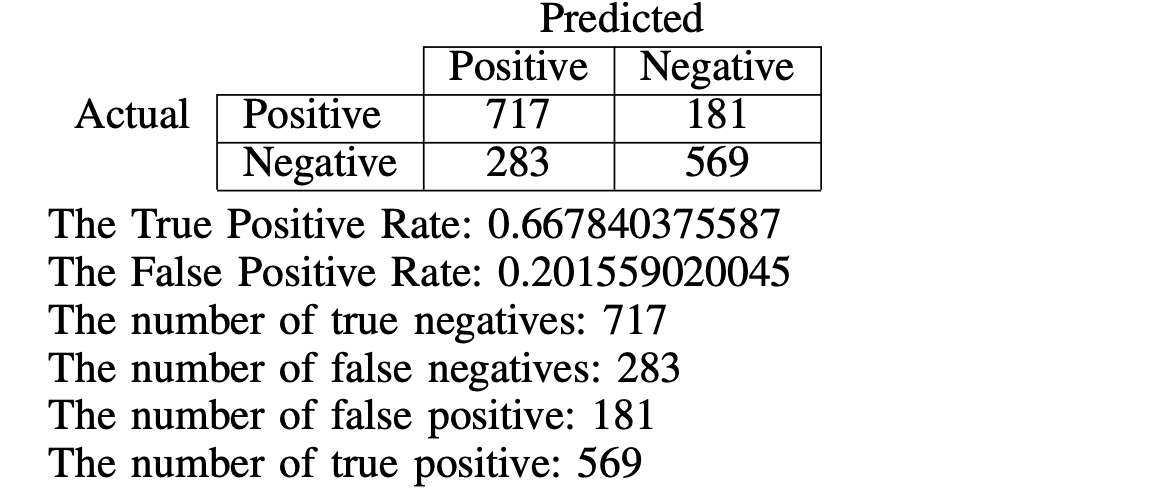 Predicted
Positive Negative
Actual Positive 717 181
Negative 283 569
The True Positive Rate: 0.667840375587
The False Positive Rate: 0.201559020045
The number of true negatives: 717
The number of false negatives: 283
The number of false positive: 181
The number of true positive: 569